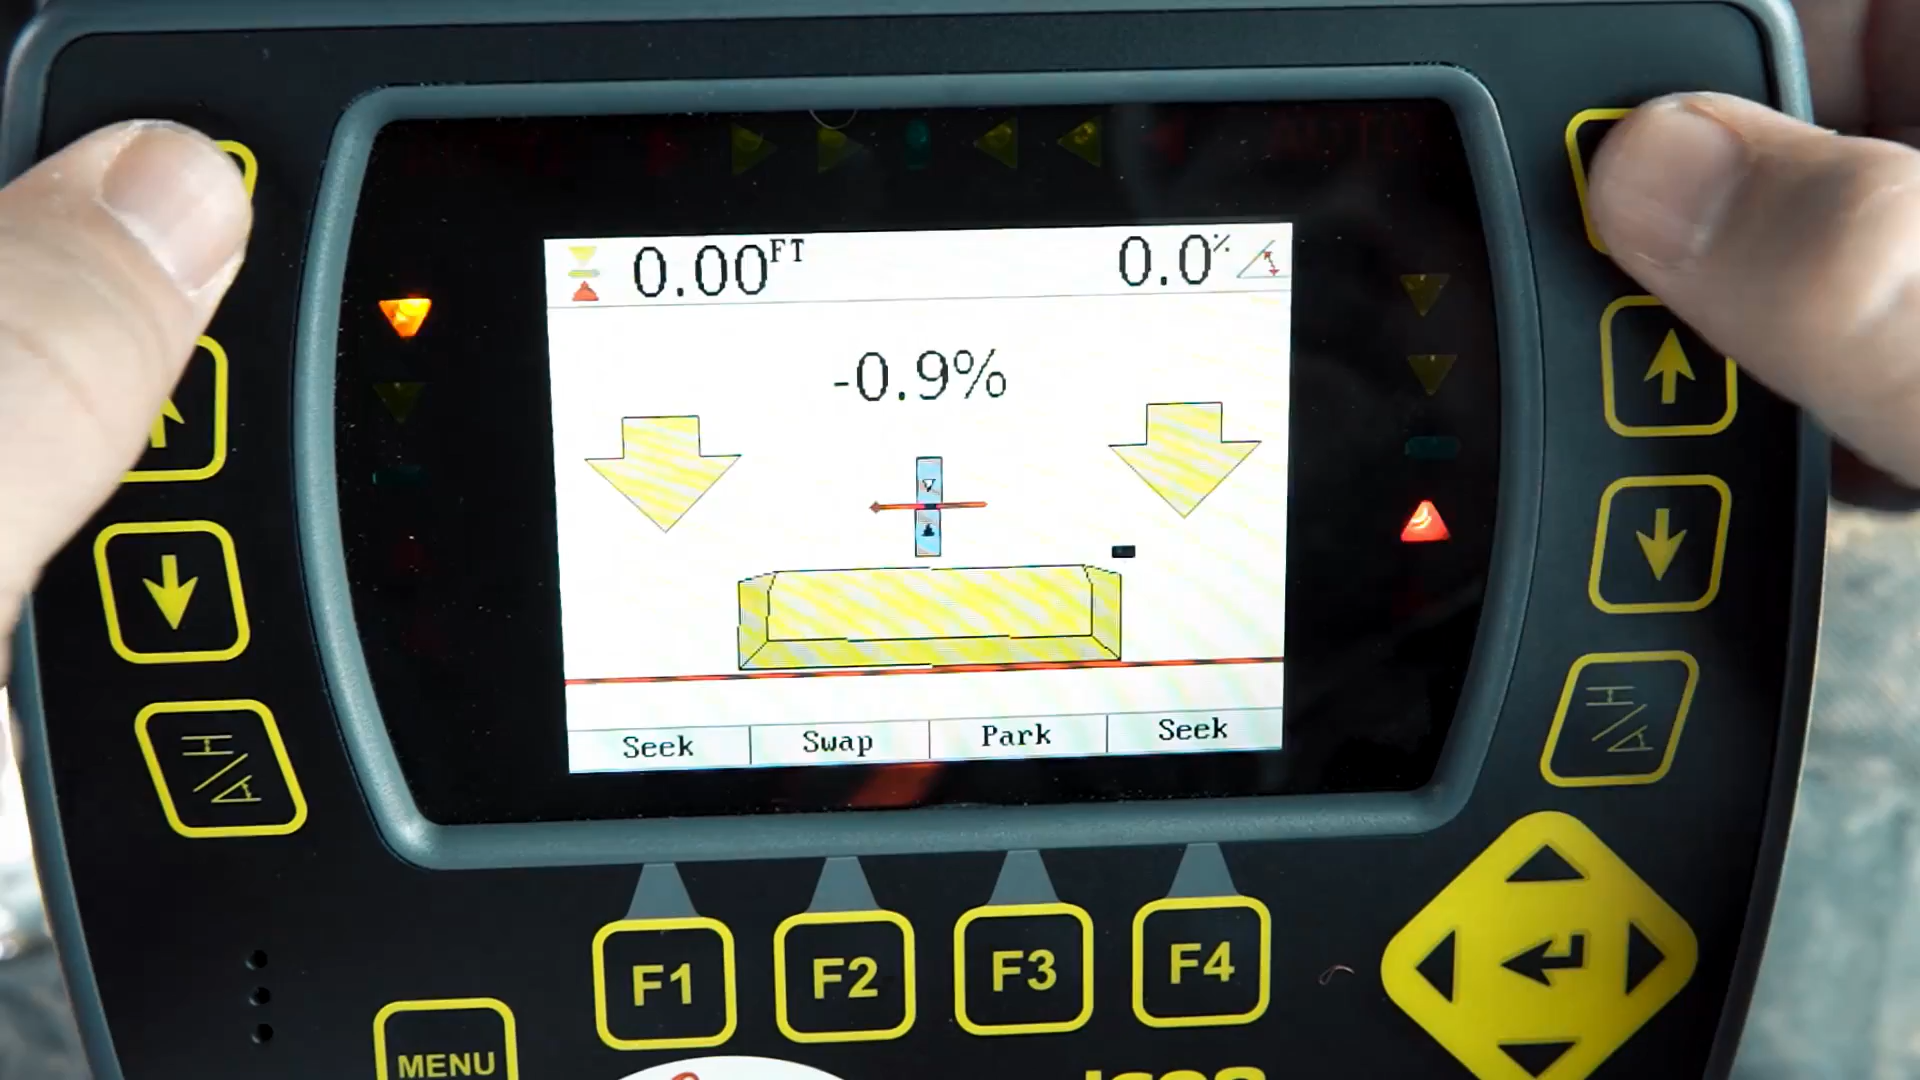 0.00FT 0.0%
-0.9%
Seek Swap Park Seek
F1 F2 F3 F4
MENU